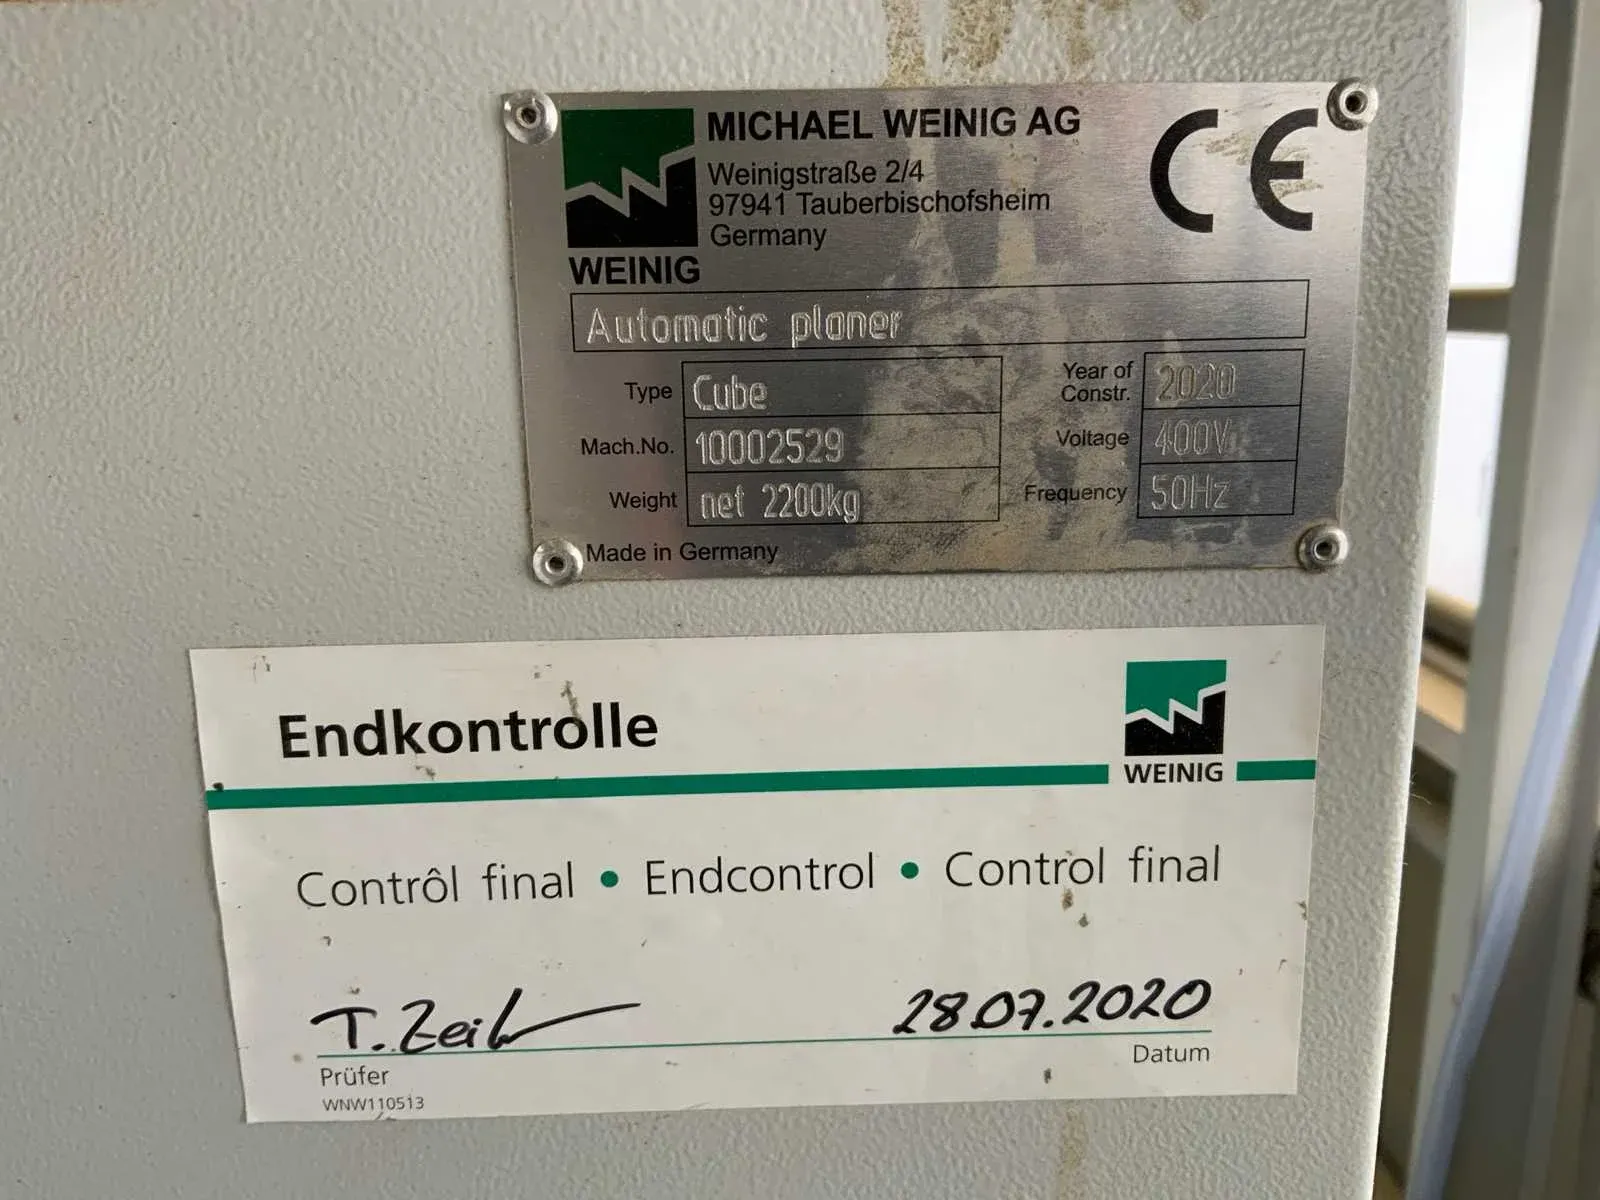 MICHAEL WEINIG AG
Weinigstraße 2/4
97941 Tauberbischofsheim
Germany
CE
WEINIG
Automatic planer
Type Cube
Year of Constr. 2020
Mach.No. 10002529
Voltage 400V
Weight net 2200kg
Frequency 50Hz
Made in Germany
Endkontrolle
WEINIG
Contrôl final • Endcontrol • Control final
T. 28.07.2020
Prüfer
Datum
WNW110513